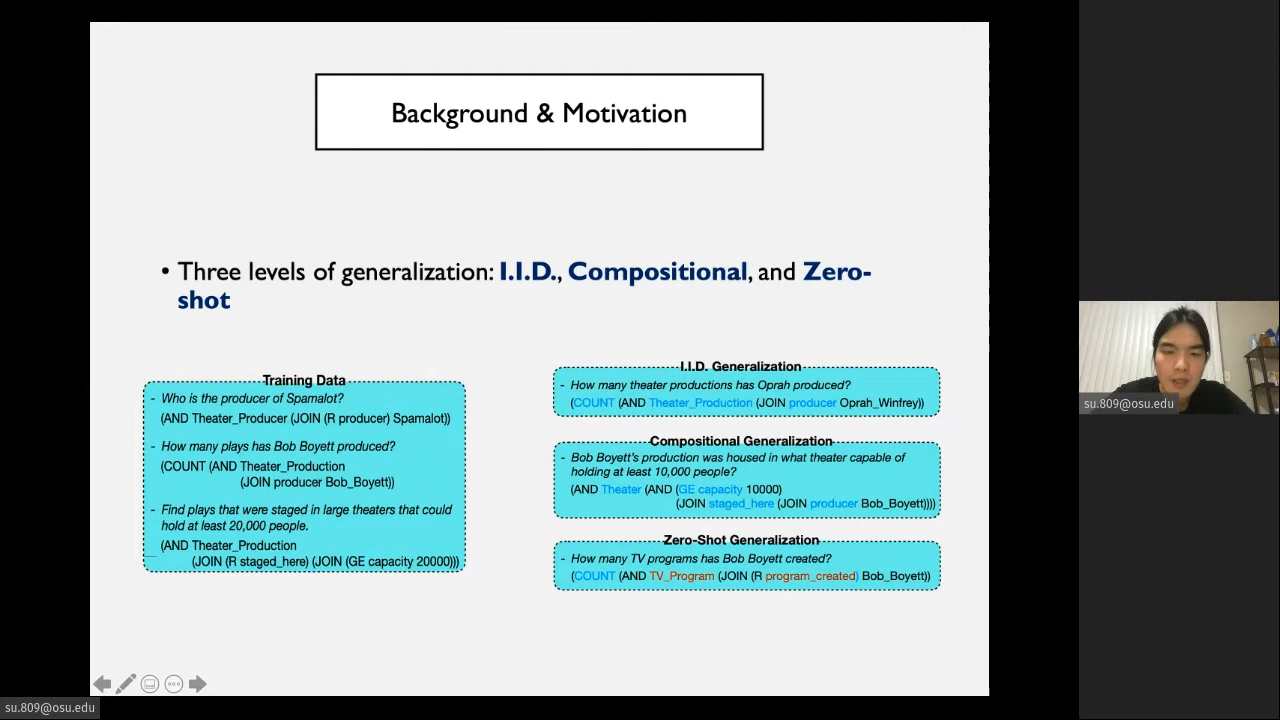 Background & Motivation
• Three levels of generalization: I.I.D., Compositional, and Zero-
shot
Training Data
- Who is the producer of Spamalot?
(AND Theater_Producer (JOIN (R producer) Spamalot))
- How many plays has Bob Boyett produced?
(COUNT (AND Theater_Production
(JOIN producer Bob_Boyett))
- Find plays that were staged in large theaters that could
hold at least 20,000 people.
(AND Theater_Production
(JOIN (R staged_here) (JOIN (GE capacity 20000)))
I.I.D. Generalization
- How many theater productions has Oprah produced?
(COUNT (AND Theater_Production (JOIN producer Oprah_Winfrey))
Compositional Generalization
- Bob Boyett's production was housed in what theater capable of
holding at least 10,000 people?
(AND Theater (AND (GE capacity 10000)
(JOIN staged_here (JOIN producer Bob_Boyett))))
Zero-Shot Generalization
- How many TV programs has Bob Boyett created?
(COUNT (AND TV_Program (JOIN (R program_created) Bob_Boyett))
su.809@osu.edu
su.809@osu.edu